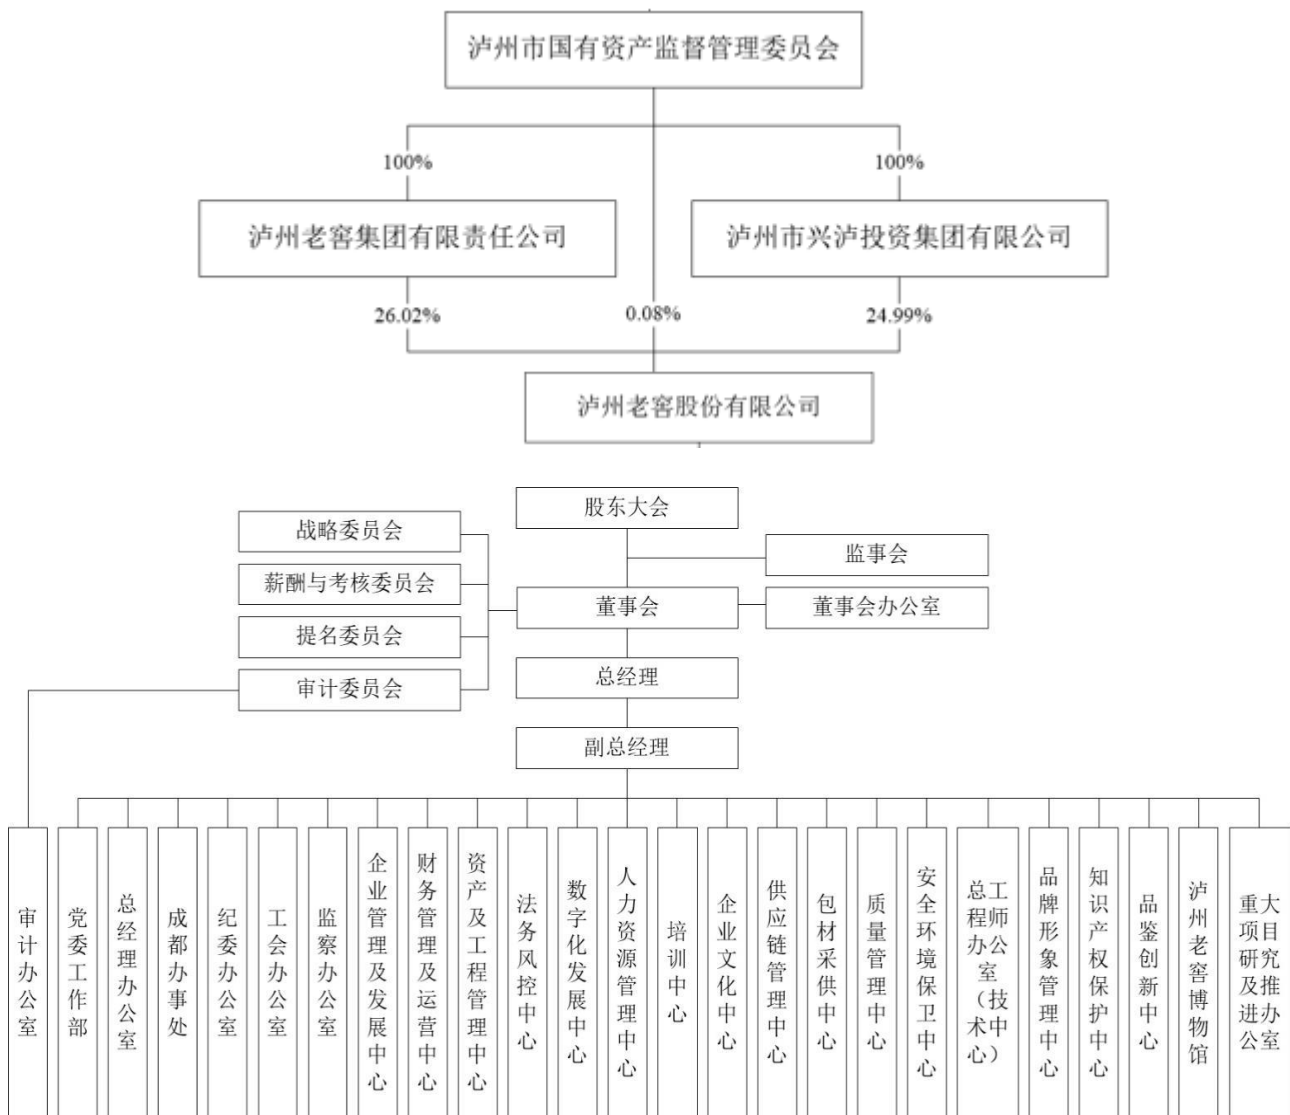 泸州市国有资产监督管理委员会
100%
100%
泸州老窖集团有限责任公司
泸州市兴泸投资集团有限公司
26.02%
0.08%
24.99%
泸州老窖股份有限公司
股东大会
战略委员会
监事会
薪酬与考核委员会
董事会
董事会办公室
提名委员会
总经理
审计委员会
副总经理
审计办公室
党委工作部
总经理办公室
成都办事处
纪委办公室
工会办公室
监察办公室
企业管理及发展中心
财务管理及运营中心
资产及工程管理中心
法务风控中心
数字化发展中心
人力资源管理中心
培训中心
企业文化中心
供应链管理中心
包材采供中心
质量管理中心
安全环境保卫中心
总工程师办公室（技术中心）
品牌形象管理中心
知识产权保护中心
品鉴创新中心
泸州老窖博物馆
重大项目研究及推进办公室